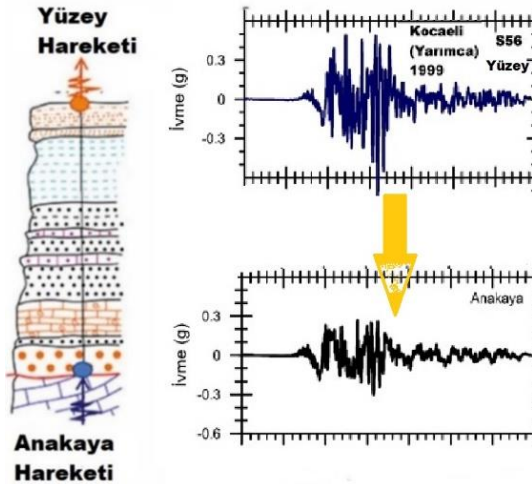 Yüzey
Hareketi
Anakaya
Hareketi
Kocaeli
(Yarımca)
1999
S56
Yüzey
İvme (g)
0.3
0
-0.3
Anakaya
İvme (g)
0.3
0
-0.3
-0.6